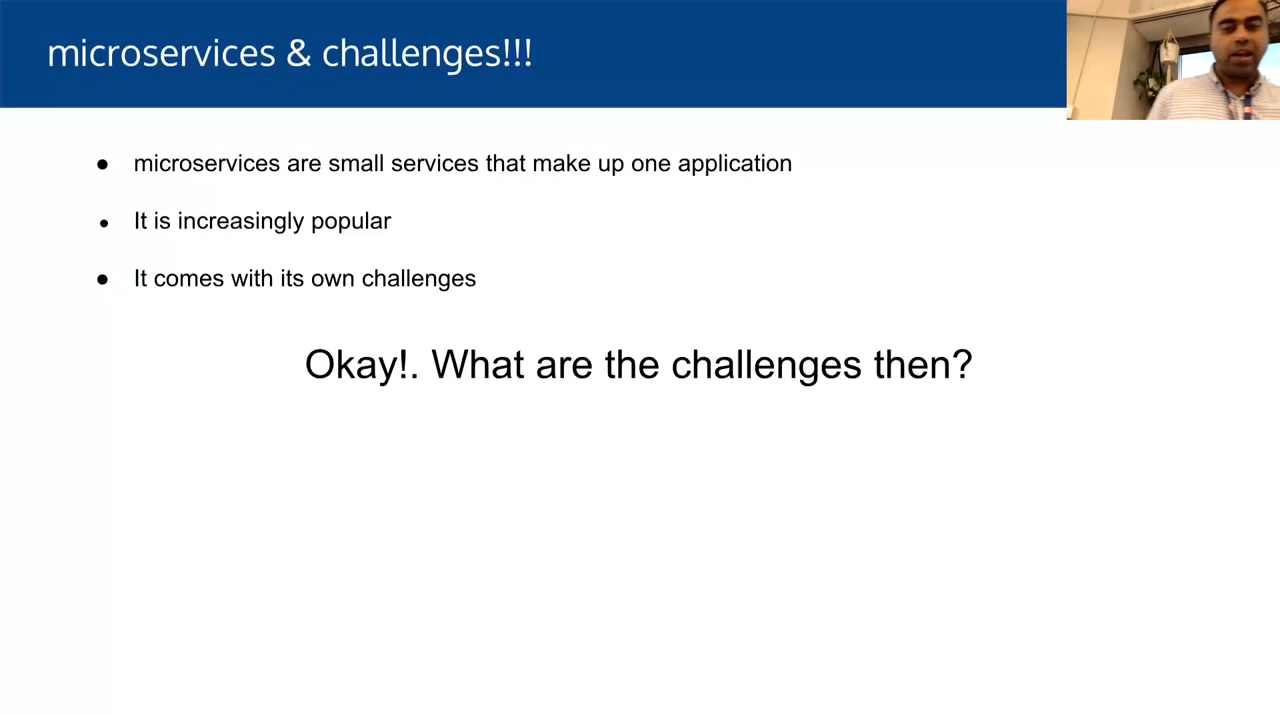 microservices & challenges!!!
● microservices are small services that make up one application
● It is increasingly popular
● It comes with its own challenges
Okay!. What are the challenges then?